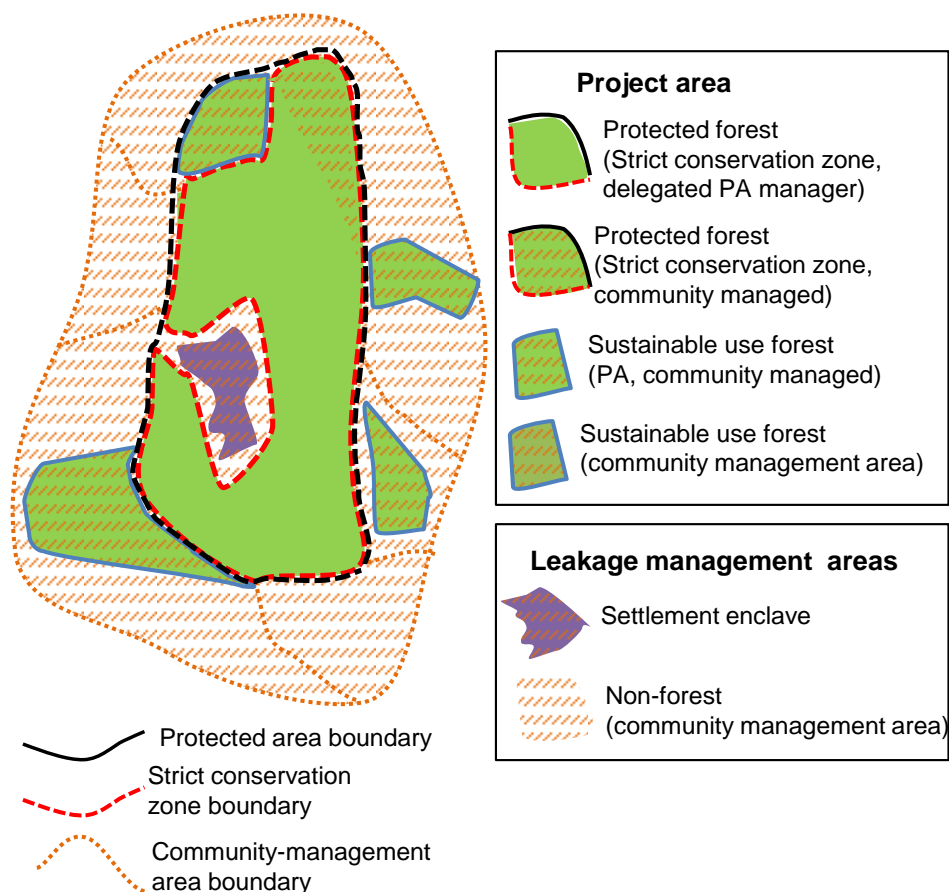 Project area
Protected forest
(Strict conservation zone,
delegated PA manager)
Protected forest
(Strict conservation zone,
community managed)
Sustainable use forest
(PA, community managed)
Sustainable use forest
(community management area)
Leakage management areas
Settlement enclave
Non-forest
(community management area)
Protected area boundary
Strict conservation
zone boundary
Community-management
area boundary